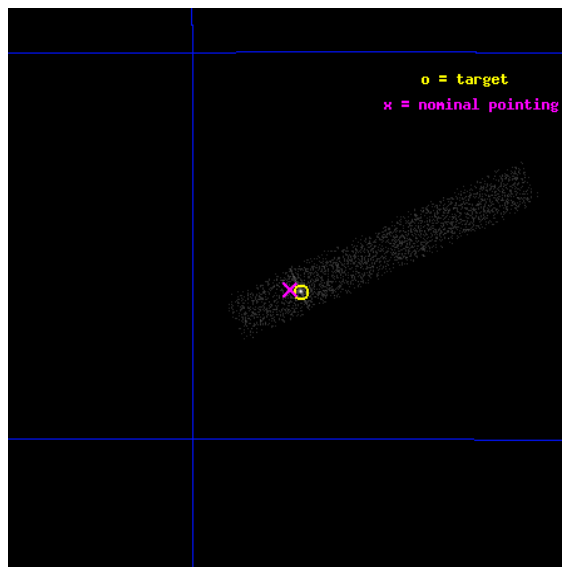 o = target
x = nominal pointing